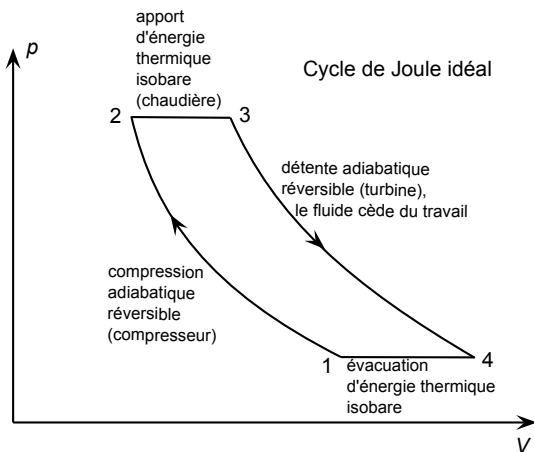 apport
d'énergie
thermique
isobare
(chaudière)
p
Cycle de Joule idéal
2
3
détente adiabatique
réversible (turbine),
le fluide cède du travail
compression
adiabatique
réversible
(compresseur)
1
4
évacuation
d'énergie thermique
isobare
V